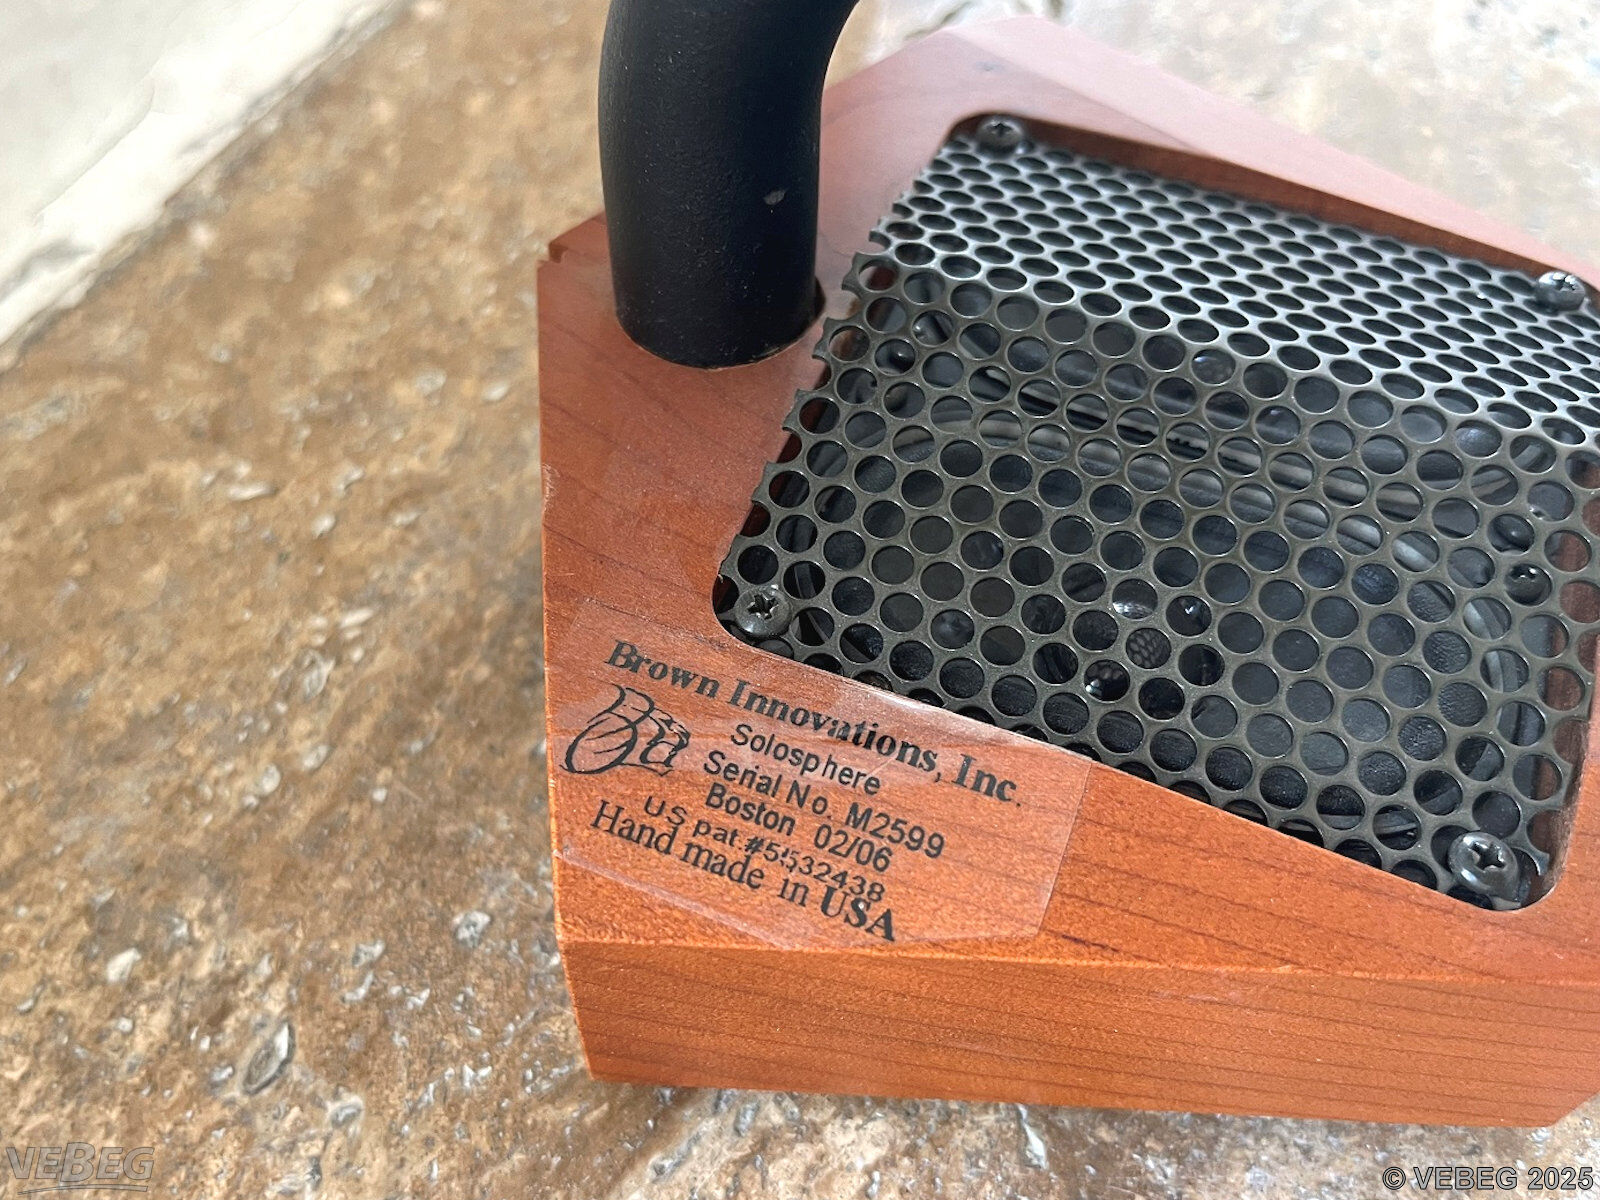 Brown Innovations, Inc.
Solosphere
Serial No. M2599
Boston 02/06
US pat.#5532438
Hand made in USA
VEBEG
© VEBEG 2025